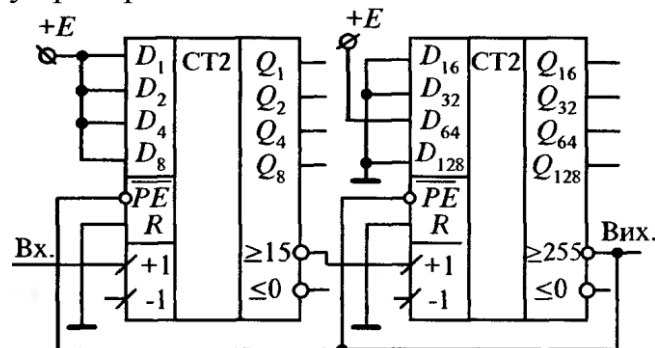 +E
+E
D1
CT2
Q1
D2
Q2
D4
Q4
D8
Q8
PE
R
Вх.
+1
≥15
-1
≤0
D16
CT2
Q16
D32
Q32
D64
Q64
D128
Q128
PE
R
+1
≥255
Вих.
-1
≤0